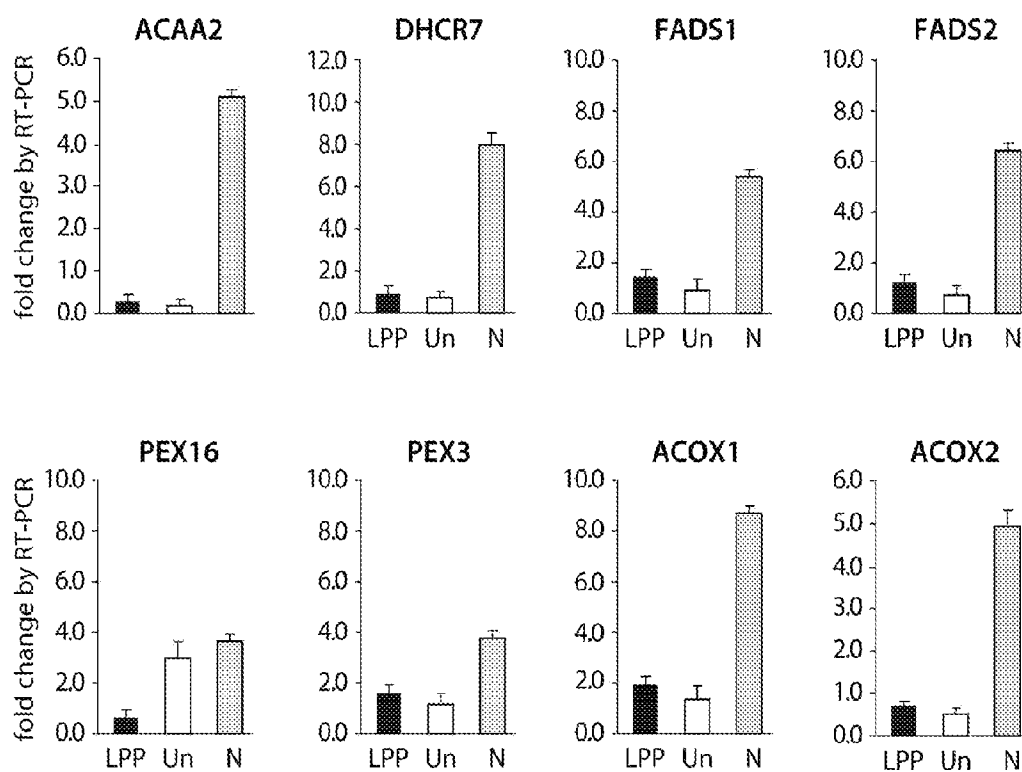 ACAA2 DHCR7 FADS1 FADS2
fold change by RT-PCR
6.0 12.0 10.0 10.0
5.0 10.0 8.0 8.0
4.0 8.0 6.0 6.0
3.0 6.0 4.0 4.0
2.0 4.0 2.0 2.0
1.0 2.0 0.0 0.0
0.0 0.0
LPP Un N LPP Un N LPP Un N LPP Un N
PEX16 PEX3 ACOX1 ACOX2
fold change by RT-PCR
10.0 10.0 10.0 6.0
8.0 8.0 8.0 5.0
6.0 6.0 6.0 4.0
4.0 4.0 4.0 3.0
2.0 2.0 2.0 2.0
0.0 0.0 0.0 1.0
0.0
LPP Un N LPP Un N LPP Un N LPP Un N